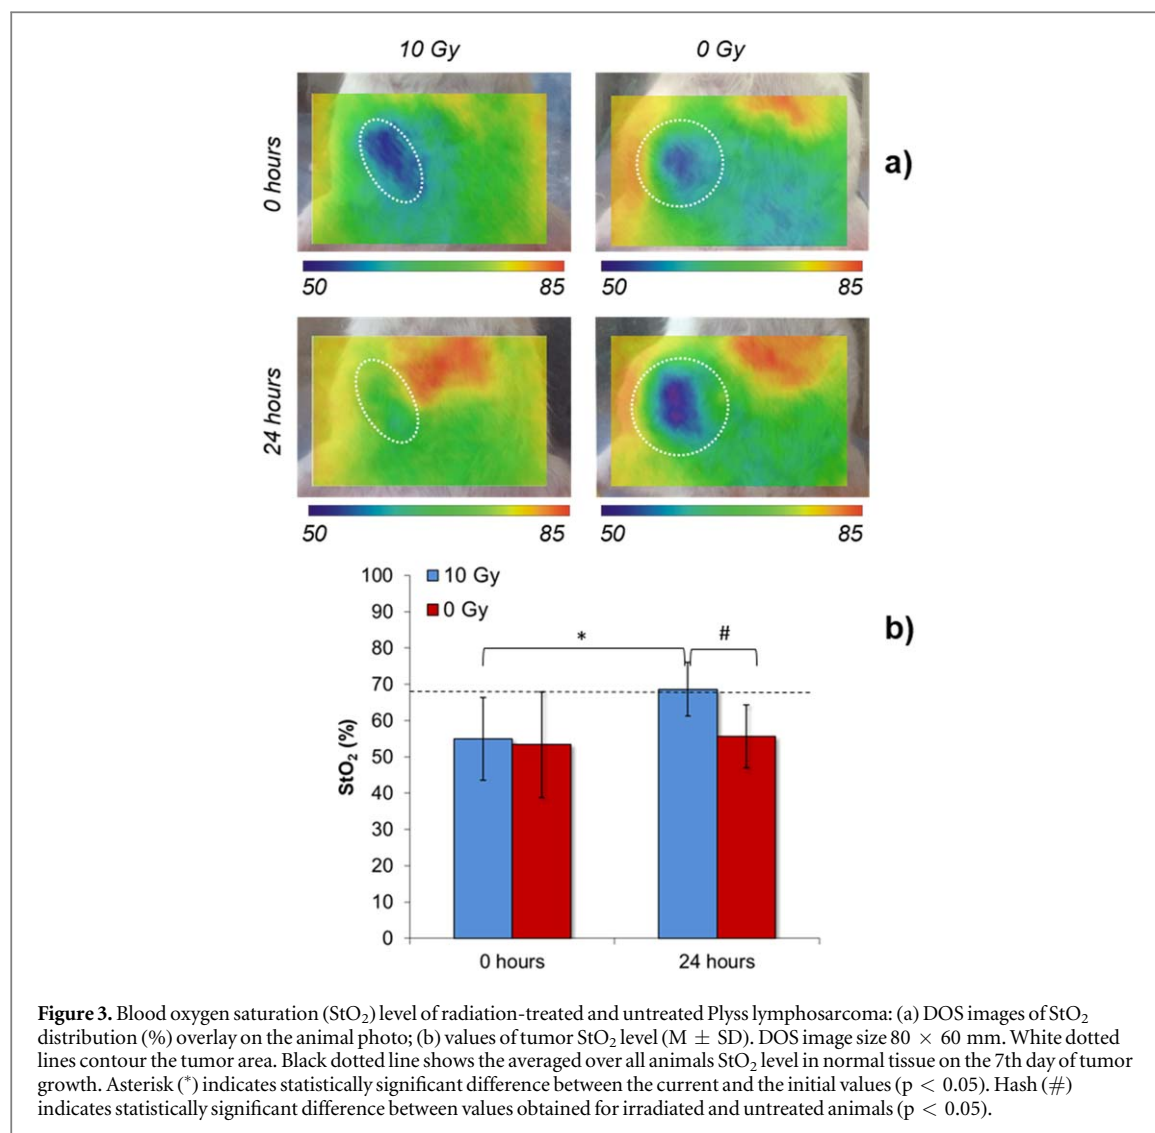 10 Gy 0 Gy
0 hours
a)
50 85 50 85
24 hours
50 85 50 85
b)
10 Gy
0 Gy
StO₂ (%)
100
90
80
70
60
50
40
30
20
10
0
* #
0 hours 24 hours
Figure 3. Blood oxygen saturation (StO₂) level of radiation-treated and untreated Plyss lymphosarcoma: (a) DOS images of StO₂
distribution (%) overlay on the animal photo; (b) values of tumor StO₂ level (M ± SD). DOS image size 80 × 60 mm. White dotted
lines contour the tumor area. Black dotted line shows the averaged over all animals StO₂ level in normal tissue on the 7th day of tumor
growth. Asterisk (*) indicates statistically significant difference between the current and the initial values (p < 0.05). Hash (#)
indicates statistically significant difference between values obtained for irradiated and untreated animals (p < 0.05).